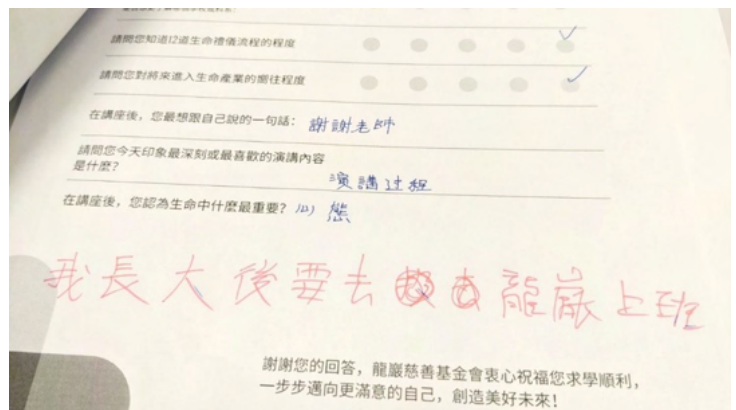 請問您知道12道生命禮儀流程的程度
請問您對將來進入生命產業的嚮往程度
在講座後，您最想跟自己說的一句話： 謝謝老師
請問您今天印象最深刻或最喜歡的演講內容
是什麼？
演講过程
在講座後，您認為生命中什麼最重要？ 心態
我長大後要去龍巖上班
謝謝您的回答，龍巖慈善基金會衷心祝福您求學順利，
一步步邁向更滿意的自己，創造美好未來！